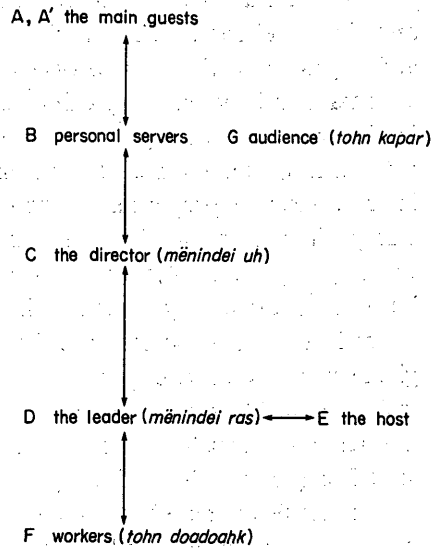 A, A′ the main guests
B personal servers G audience (tohn kapar)
C the director (mënindei uh)
D the leader (mënindei ras) E the host
F workers (tohn doadoahk)